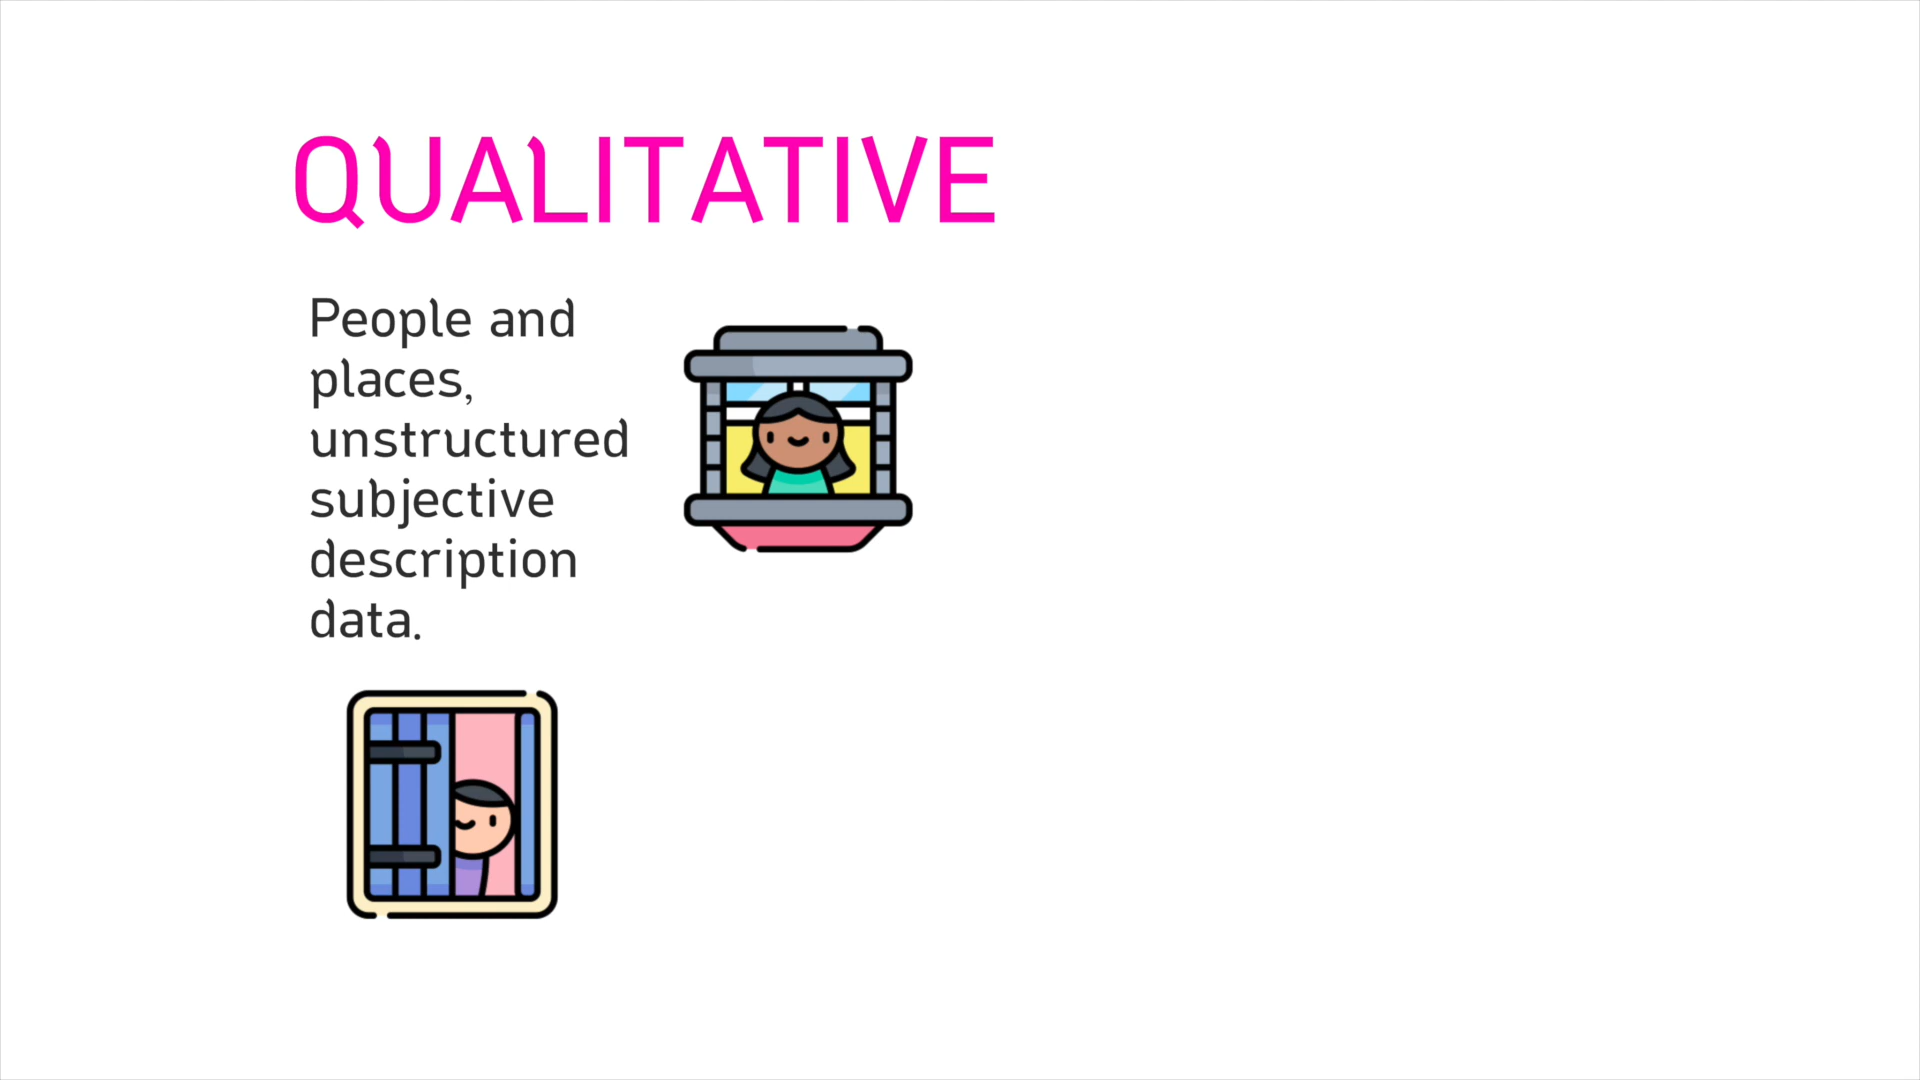 QUALITATIVE
People and
places,
unstructured
subjective
description
data.